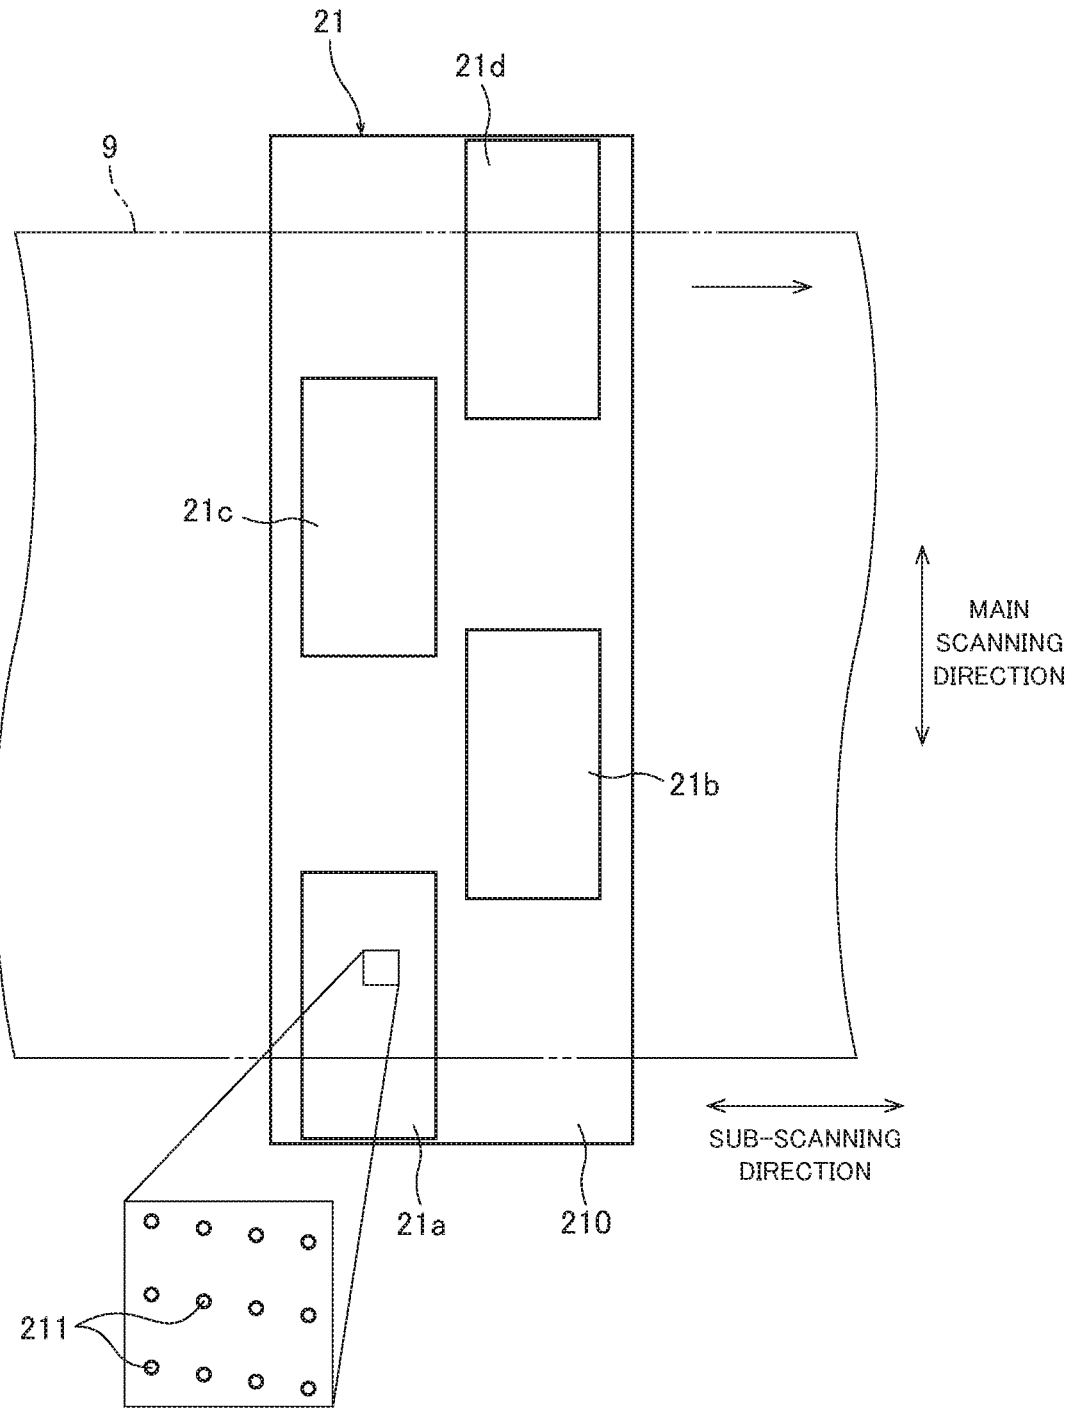 21
21d
9
21c
MAIN
SCANNING
DIRECTION
21b
SUB-SCANNING
DIRECTION
21a
210
211